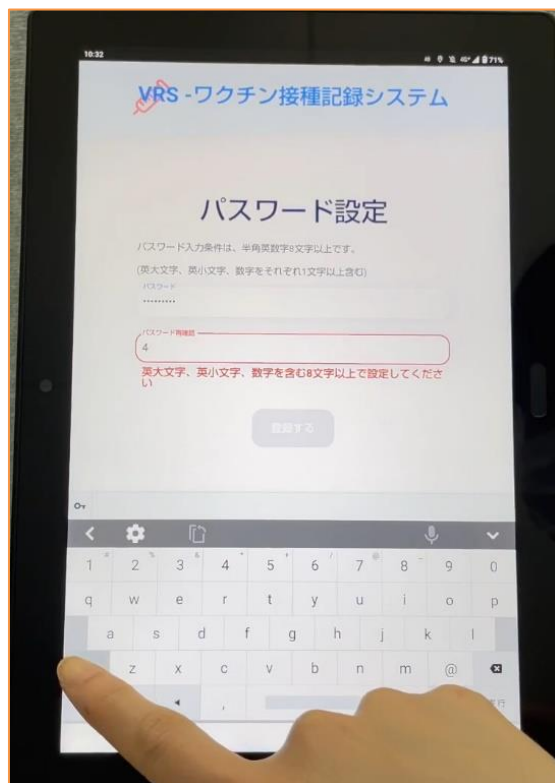 10:32
4G+ 71%
VRS -ワクチン接種記録システム
パスワード設定
パスワード入力条件は、半角英数字8文字以上です。
(英大文字、英小文字、数字をそれぞれ1文字以上含む)
パスワード
•••••••••
パスワード再確認
4
英大文字、英小文字、数字を含む8文字以上で設定してくださ
い
登録する
1 2 3 4 5 6 7 8 9 0
q w e r t y u i o p
a s d f g h j k l
z x c v b n m @
,
行